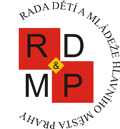 RADA DĚTÍ A MLÁDEŽE HLAVNÍHO MĚSTA PRAHY
R D
&
M P